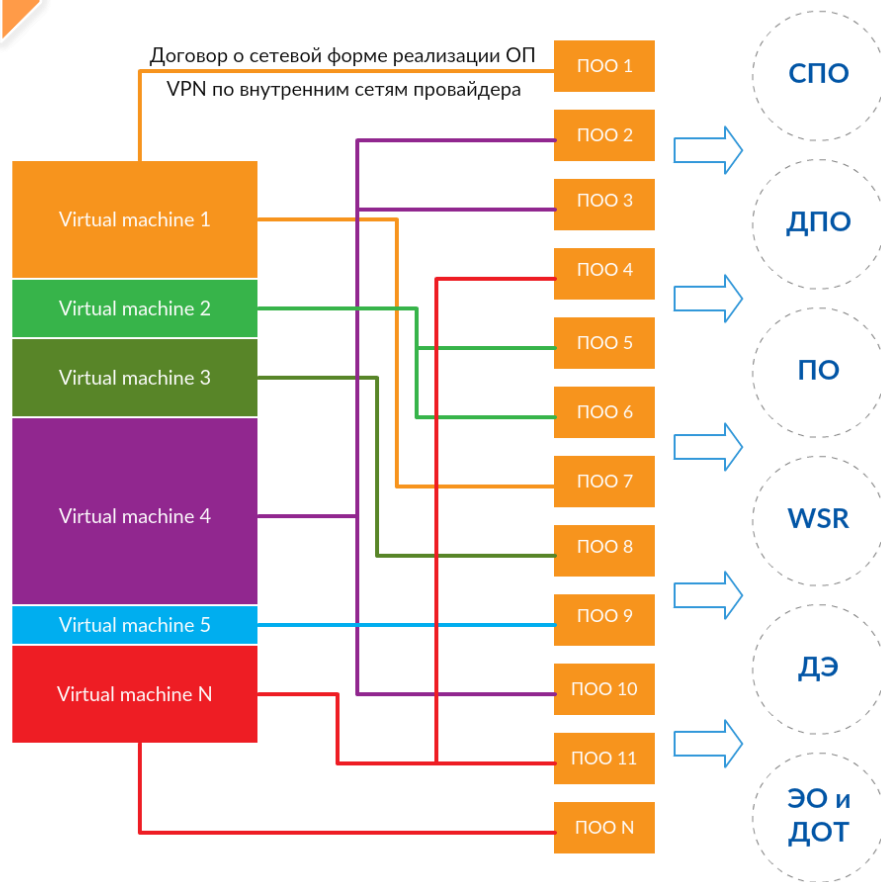 Договор о сетевой форме реализации ОП
VPN по внутренним сетям провайдера
Virtual machine 1
Virtual machine 2
Virtual machine 3
Virtual machine 4
Virtual machine 5
Virtual machine N
ПОО 1
ПОО 2
ПОО 3
ПОО 4
ПОО 5
ПОО 6
ПОО 7
ПОО 8
ПОО 9
ПОО 10
ПОО 11
ПОО N
СПО
ДПО
ПО
WSR
ДЭ
ЭО и
ДОТ